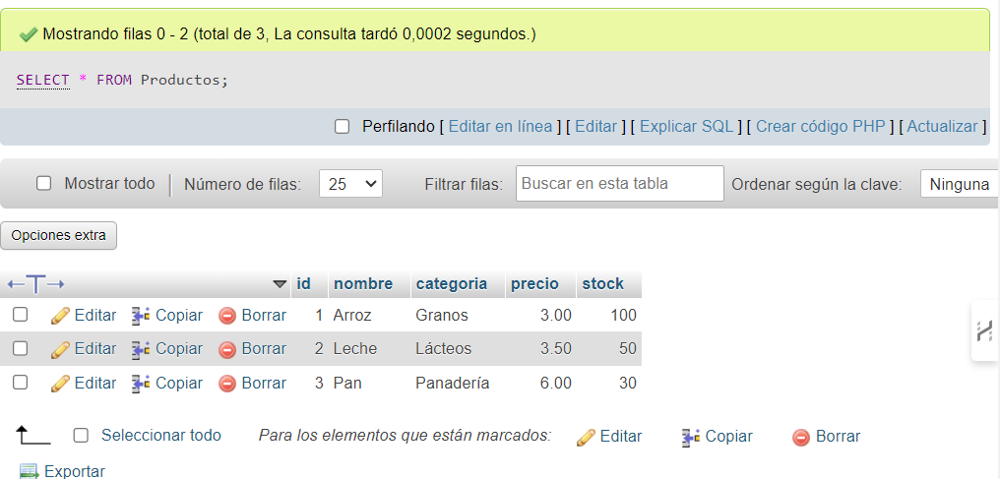 Mostrando filas 0 - 2 (total de 3, La consulta tardó 0,0002 segundos.)
SELECT * FROM Productos;
Perfilando [ Editar en línea ] [ Editar ] [ Explicar SQL ] [ Crear código PHP ] [ Actualizar ]
Mostrar todo Número de filas: 25 Filtrar filas: Buscar en esta tabla Ordenar según la clave: Ninguna
Opciones extra
←T→ id nombre categoria precio stock
Editar Copiar Borrar 1 Arroz Granos 3.00 100
Editar Copiar Borrar 2 Leche Lácteos 3.50 50
Editar Copiar Borrar 3 Pan Panadería 6.00 30
Seleccionar todo Para los elementos que están marcados: Editar Copiar Borrar
Exportar